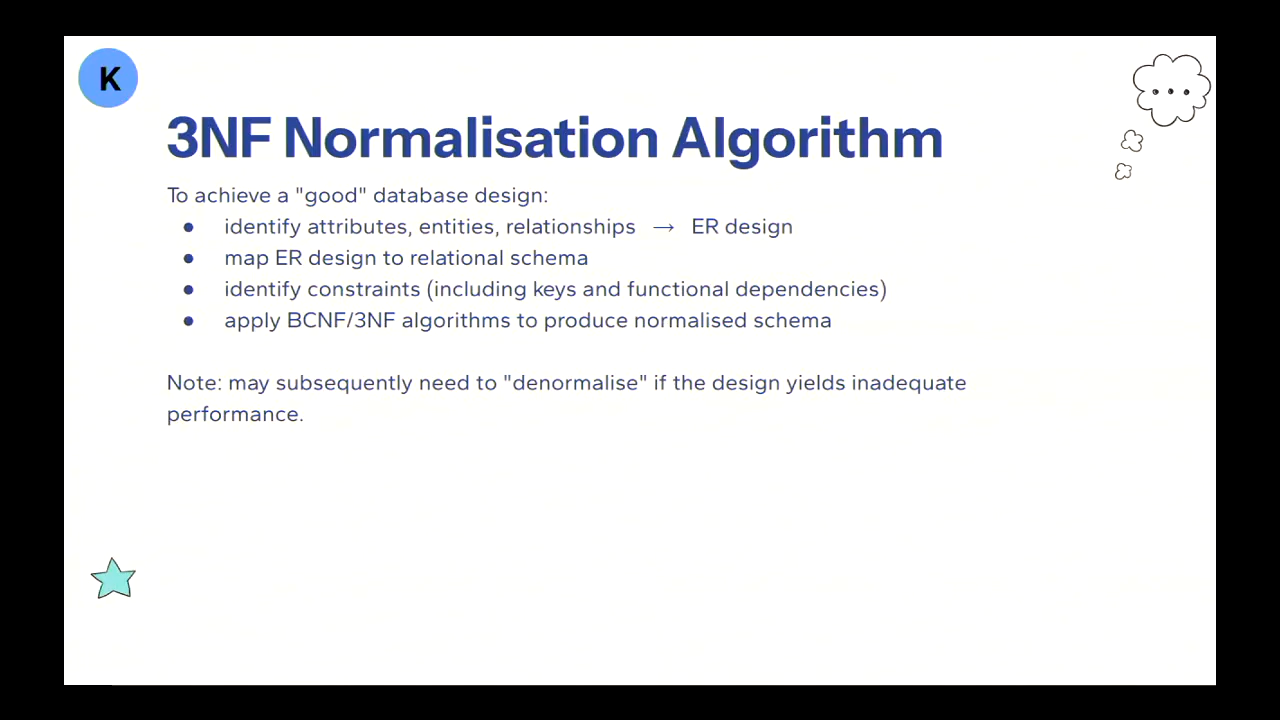 K
3NF Normalisation Algorithm
To achieve a "good" database design:
● identify attributes, entities, relationships → ER design
● map ER design to relational schema
● identify constraints (including keys and functional dependencies)
● apply BCNF/3NF algorithms to produce normalised schema
Note: may subsequently need to "denormalise" if the design yields inadequate
performance.